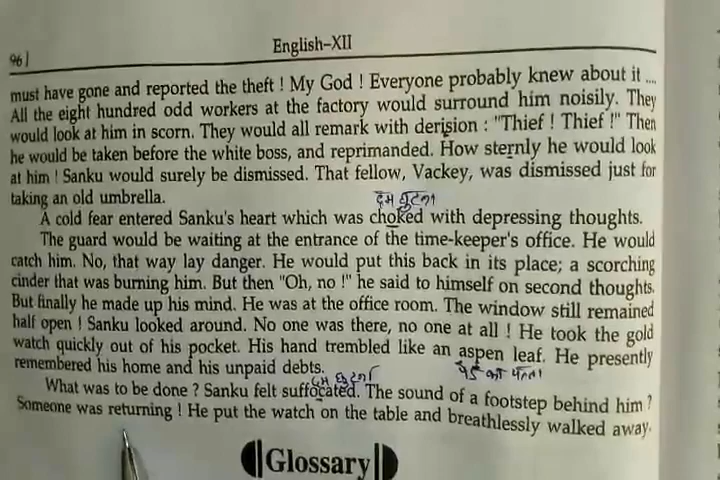 96]
English–XII
must have gone and reported the theft ! My God ! Everyone probably knew about it ....
All the eight hundred odd workers at the factory would surround him noisily. They
would look at him in scorn. They would all remark with derision : "Thief ! Thief !" Then
he would be taken before the white boss, and reprimanded. How sternly he would look
at him ! Sanku would surely be dismissed. That fellow, Vackey, was dismissed just for
taking an old umbrella.
दम घुटना
A cold fear entered Sanku's heart which was choked with depressing thoughts.
The guard would be waiting at the entrance of the time-keeper's office. He would
catch him. No, that way lay danger. He would put this back in its place; a scorching
cinder that was burning him. But then "Oh, no !" he said to himself on second thoughts.
But finally he made up his mind. He was at the office room. The window still remained
half open ! Sanku looked around. No one was there, no one at all ! He took the gold
watch quickly out of his pocket. His hand trembled like an aspen leaf. He presently
remembered his home and his unpaid debts.
पेड़ का पत्ता
दम घुटना
What was to be done ? Sanku felt suffocated. The sound of a footstep behind him ?
Someone was returning ! He put the watch on the table and breathlessly walked away.
Glossary